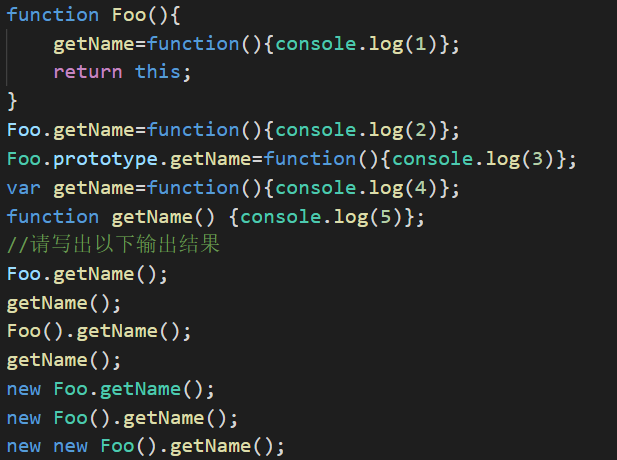 function Foo(){
    getName=function(){console.log(1)};
    return this;
}
Foo.getName=function(){console.log(2)};
Foo.prototype.getName=function(){console.log(3)};
var getName=function(){console.log(4)};
function getName() {console.log(5)};
//请写出以下输出结果
Foo.getName();
getName();
Foo().getName();
getName();
new Foo.getName();
new Foo().getName();
new new Foo().getName();